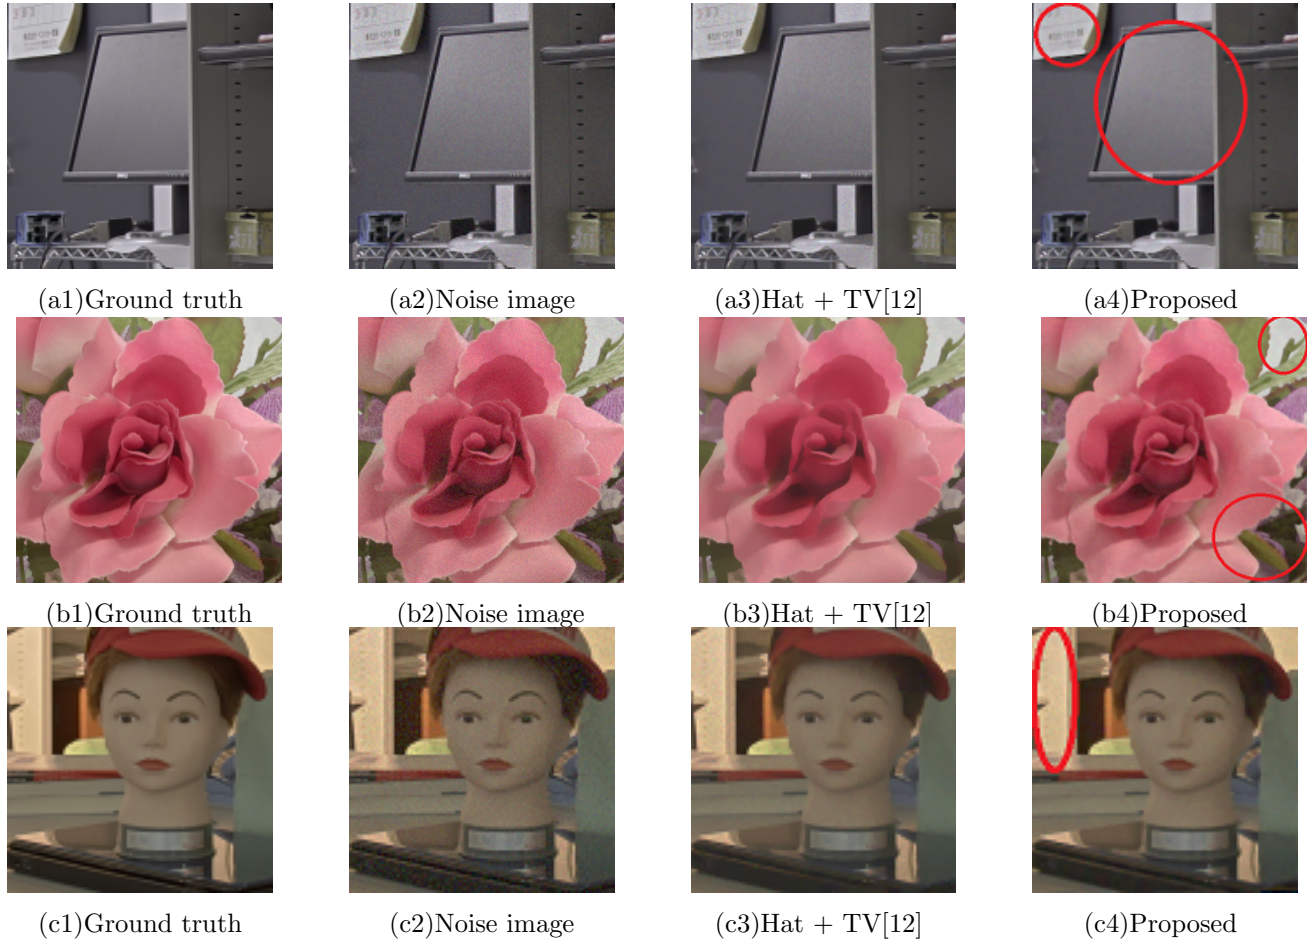 (a1)Ground truth
(a2)Noise image
(a3)Hat + TV[12]
(a4)Proposed
(b1)Ground truth
(b2)Noise image
(b3)Hat + TV[12]
(b4)Proposed
(c1)Ground truth
(c2)Noise image
(c3)Hat + TV[12]
(c4)Proposed